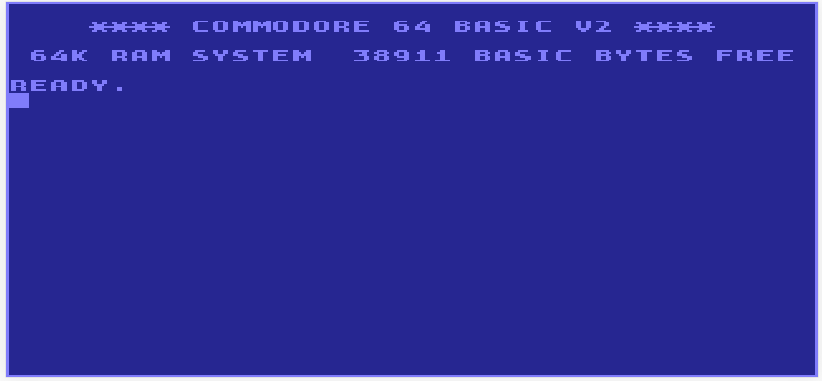 **** COMMODORE 64 BASIC V2 ****
64K RAM SYSTEM  38911 BASIC BYTES FREE
READY.